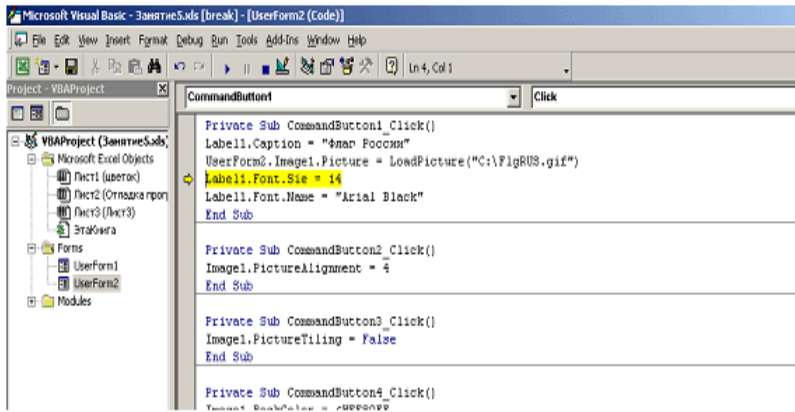 Microsoft Visual Basic - Занятие5.xls [break] - [UserForm2 (Code)]
File Edit View Insert Format Debug Run Tools Add-Ins Window Help
Ln 4, Col 1
Project - VBAProject
CommandButton1
Click
VBAProject (Занятие5.xls)
Microsoft Excel Objects
Лист1 (цветок)
Лист2 (Отладка прог
Лист3 (Лист3)
ЭтаКнига
Forms
UserForm1
UserForm2
Modules
Private Sub CommandButton1_Click()
Label1.Caption = "Флаг России"
UserForm2.Image1.Picture = LoadPicture("C:\FlgRUS.gif")
Label1.Font.Sie = 14
Label1.Font.Name = "Arial Black"
End Sub
Private Sub CommandButton2_Click()
Image1.PictureAlignment = 4
End Sub
Private Sub CommandButton3_Click()
Image1.PictureTiling = False
End Sub
Private Sub CommandButton4_Click()